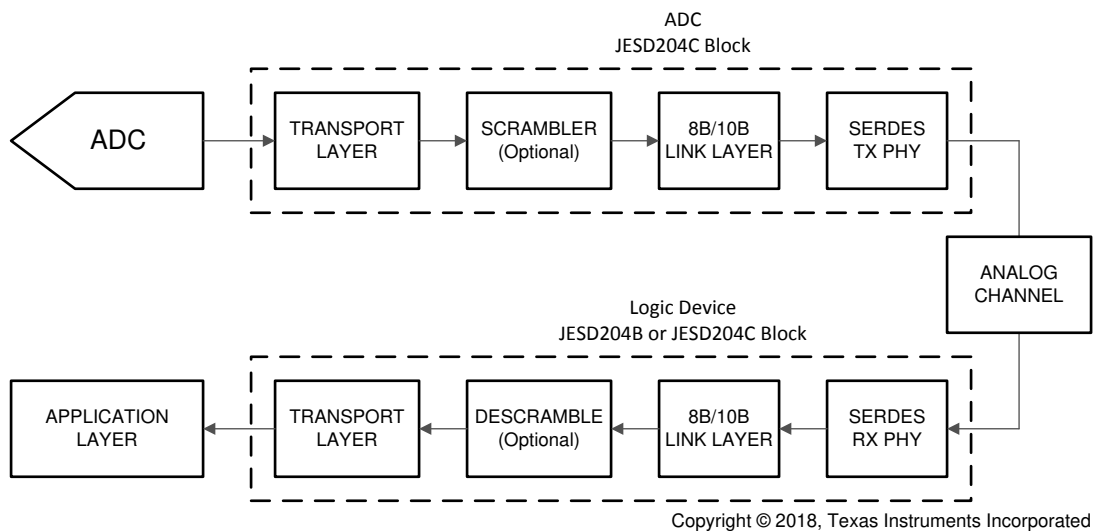 ADC
JESD204C Block
ADC
TRANSPORT
LAYER
SCRAMBLER
(Optional)
8B/10B
LINK LAYER
SERDES
TX PHY
ANALOG
CHANNEL
Logic Device
JESD204B or JESD204C Block
APPLICATION
LAYER
TRANSPORT
LAYER
DESCRAMBLE
(Optional)
8B/10B
LINK LAYER
SERDES
RX PHY
Copyright © 2018, Texas Instruments Incorporated